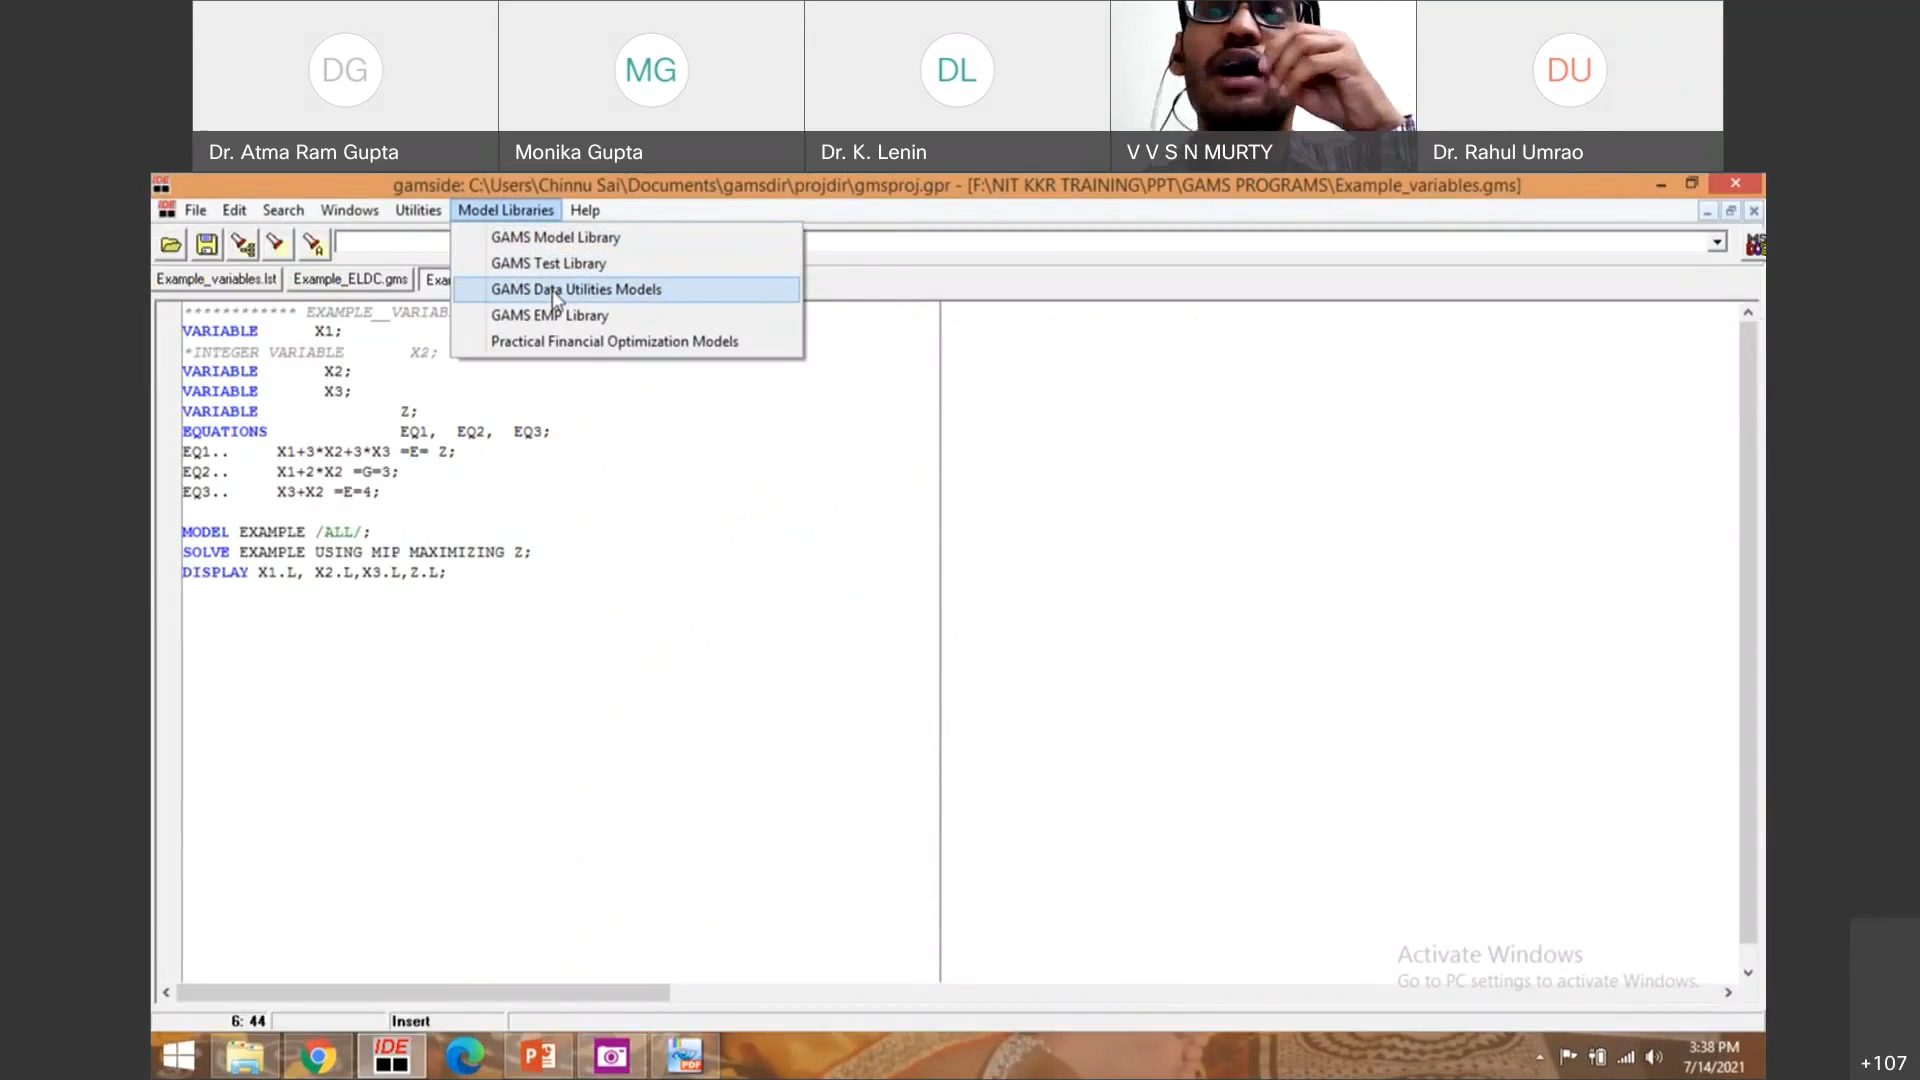 DG
MG
DL
DU
Dr. Atma Ram Gupta
Monika Gupta
Dr. K. Lenin
V V S N MURTY
Dr. Rahul Umrao
IDE
gamside: C:\Users\Chinnu Sai\Documents\gamsdir\projdir\gmsproj.gpr - [F:\NIT KKR TRAINING\PPT\GAMS PROGRAMS\Example_variables.gms]
IDE
File Edit Search Windows Utilities Model Libraries Help
GAMS Model Library
GAMS Test Library
GAMS Data Utilities Models
GAMS EMP Library
Practical Financial Optimization Models
Example_variables.lst
Example_ELDC.gms
Exa
************ EXAMPLE__VARIAB
VARIABLE X1;
*INTEGER VARIABLE X2;
VARIABLE X2;
VARIABLE X3;
VARIABLE Z;
EQUATIONS EQ1, EQ2, EQ3;
EQ1.. X1+3*X2+3*X3 =E= Z;
EQ2.. X1+2*X2 =G=3;
EQ3.. X3+X2 =E=4;
MODEL EXAMPLE /ALL/;
SOLVE EXAMPLE USING MIP MAXIMIZING Z;
DISPLAY X1.L, X2.L,X3.L,Z.L;
Activate Windows
Go to PC settings to activate Windows.
6: 44
Insert
IDE
PDF
3:38 PM
7/14/2021
+107